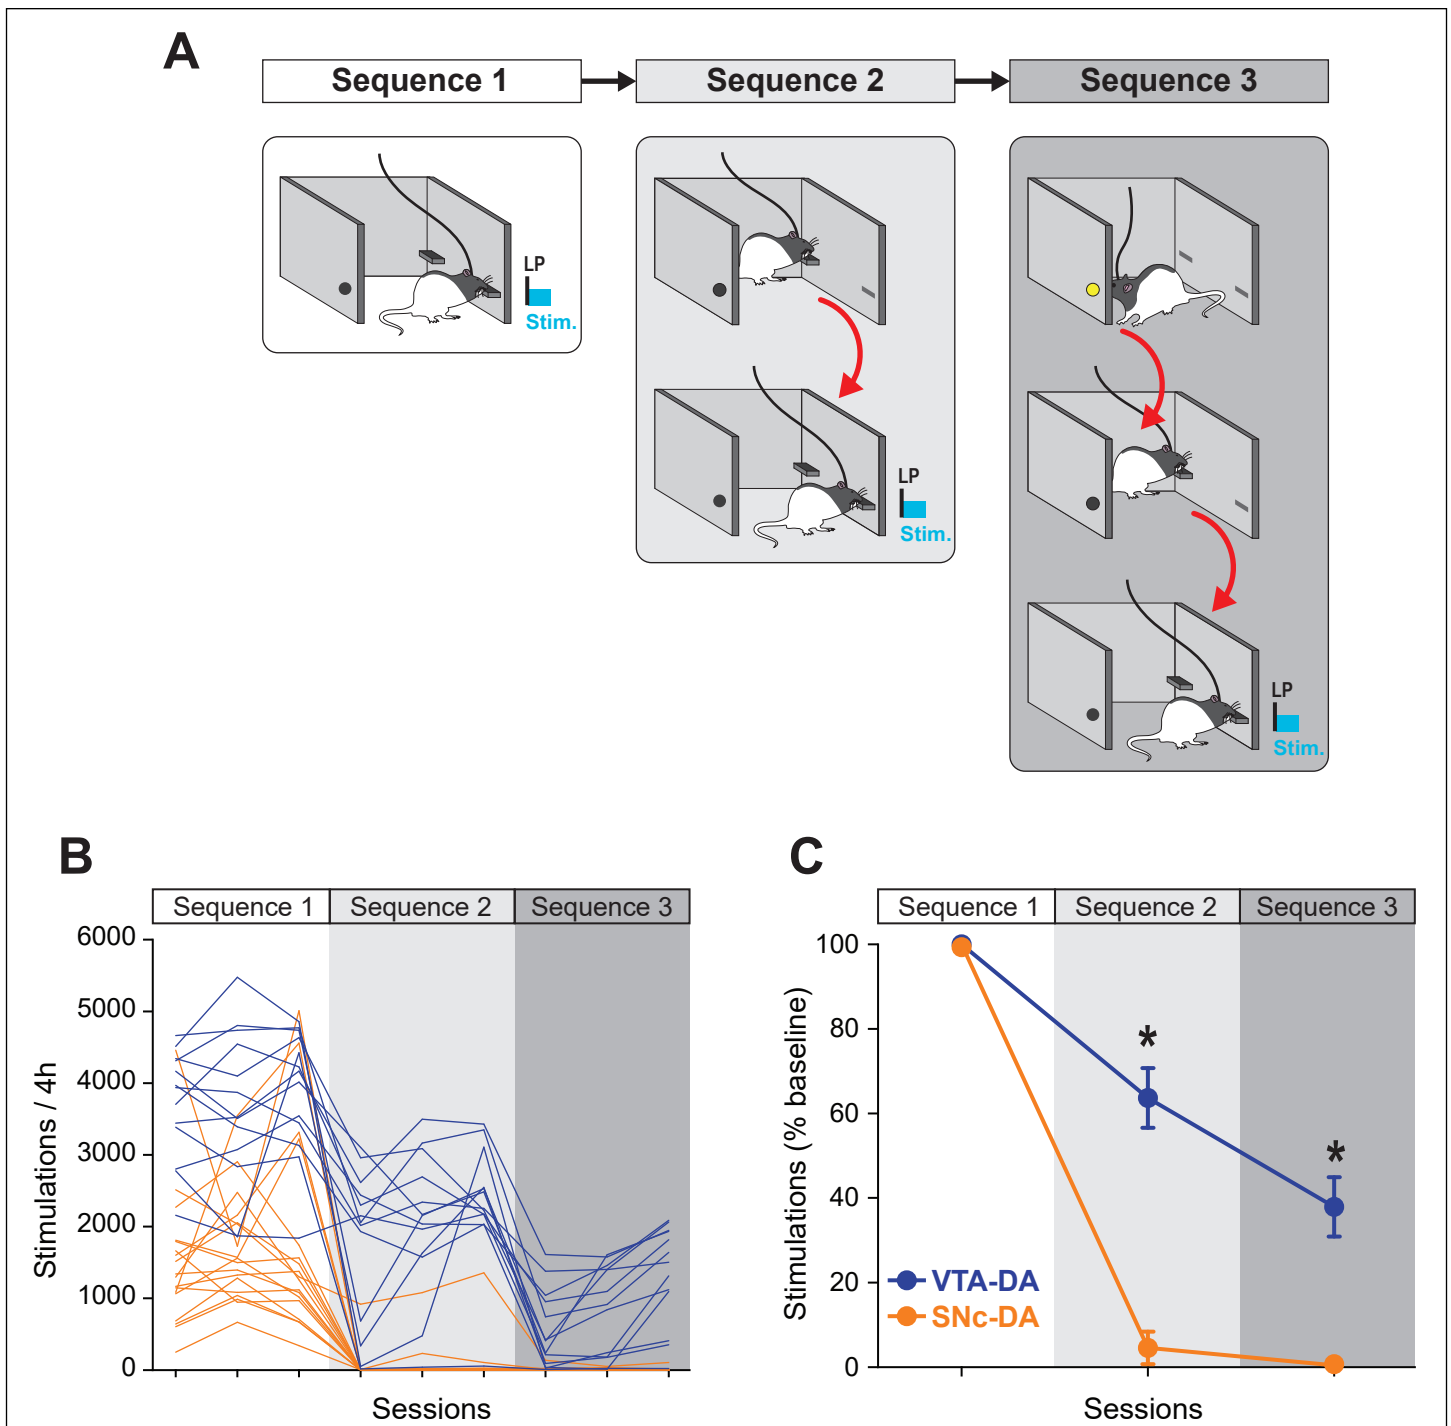 A
Sequence 1
Sequence 2
Sequence 3
LP
Stim.
LP
Stim.
LP
Stim.
B
Sequence 1
Sequence 2
Sequence 3
6000
5000
4000
3000
2000
1000
0
Stimulations / 4h
Sessions
C
Sequence 1
Sequence 2
Sequence 3
100
80
60
40
20
0
Stimulations (% baseline)
*
*
VTA-DA
SNc-DA
Sessions